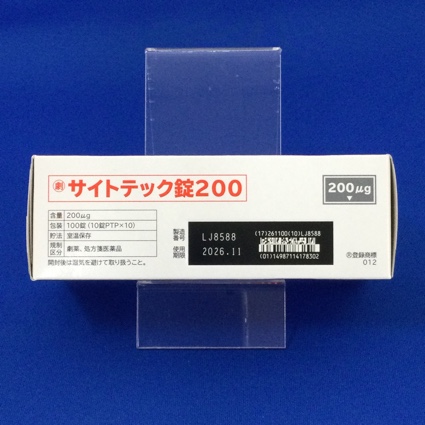 劇 サイトテック錠200
200μg
含量 200μg
包装 100錠(10錠PTP×10)
貯法 室温保存
規制区分 劇薬、処方箋医薬品
開封後は湿気を避けて取り扱うこと。
製造番号 LJ8588
使用期限 2026.11
(17)261100(10)LJ8588
(01)14987114178302
®登録商標
012